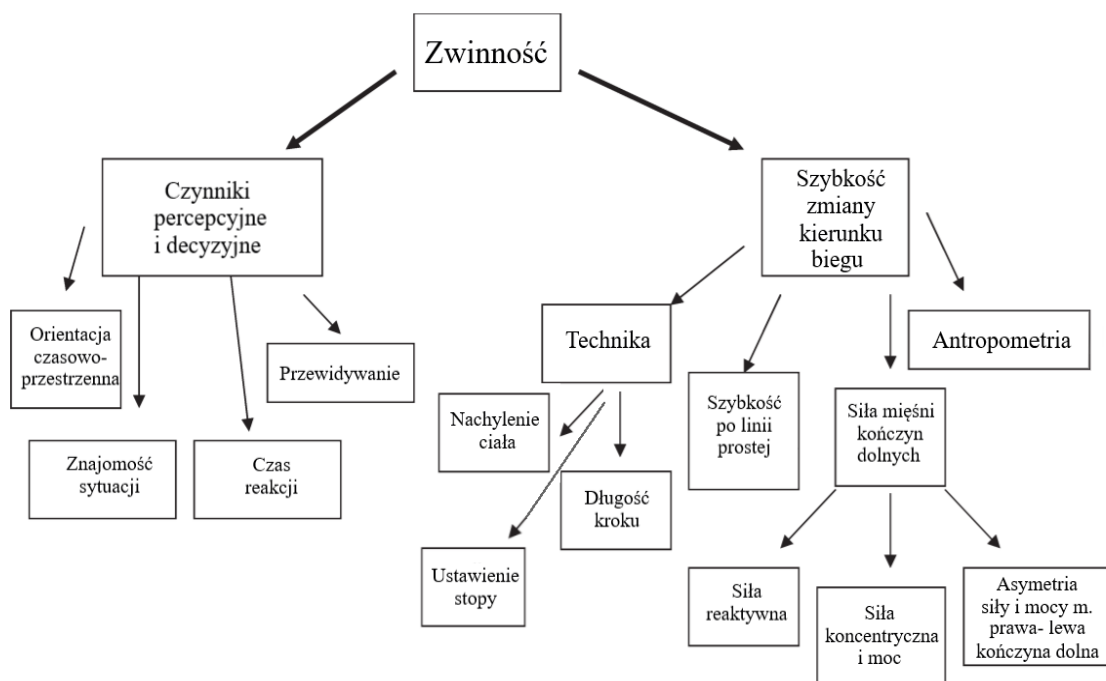 Zwinność
Czynniki
percepcyjne
i decyzyjne
Szybkość
zmiany
kierunku
biegu
Orientacja
czasowo-
przestrzenna
Przewidywanie
Znajomość
sytuacji
Czas
reakcji
Technika
Antropometria
Nachylenie
ciała
Szybkość
po linii
prostej
Siła mięśni
kończyn
dolnych
Długość
kroku
Ustawienie
stopy
Siła
reaktywna
Siła
koncentryczna
i moc
Asymetria
siły i mocy m.
prawa- lewa
kończyna dolna